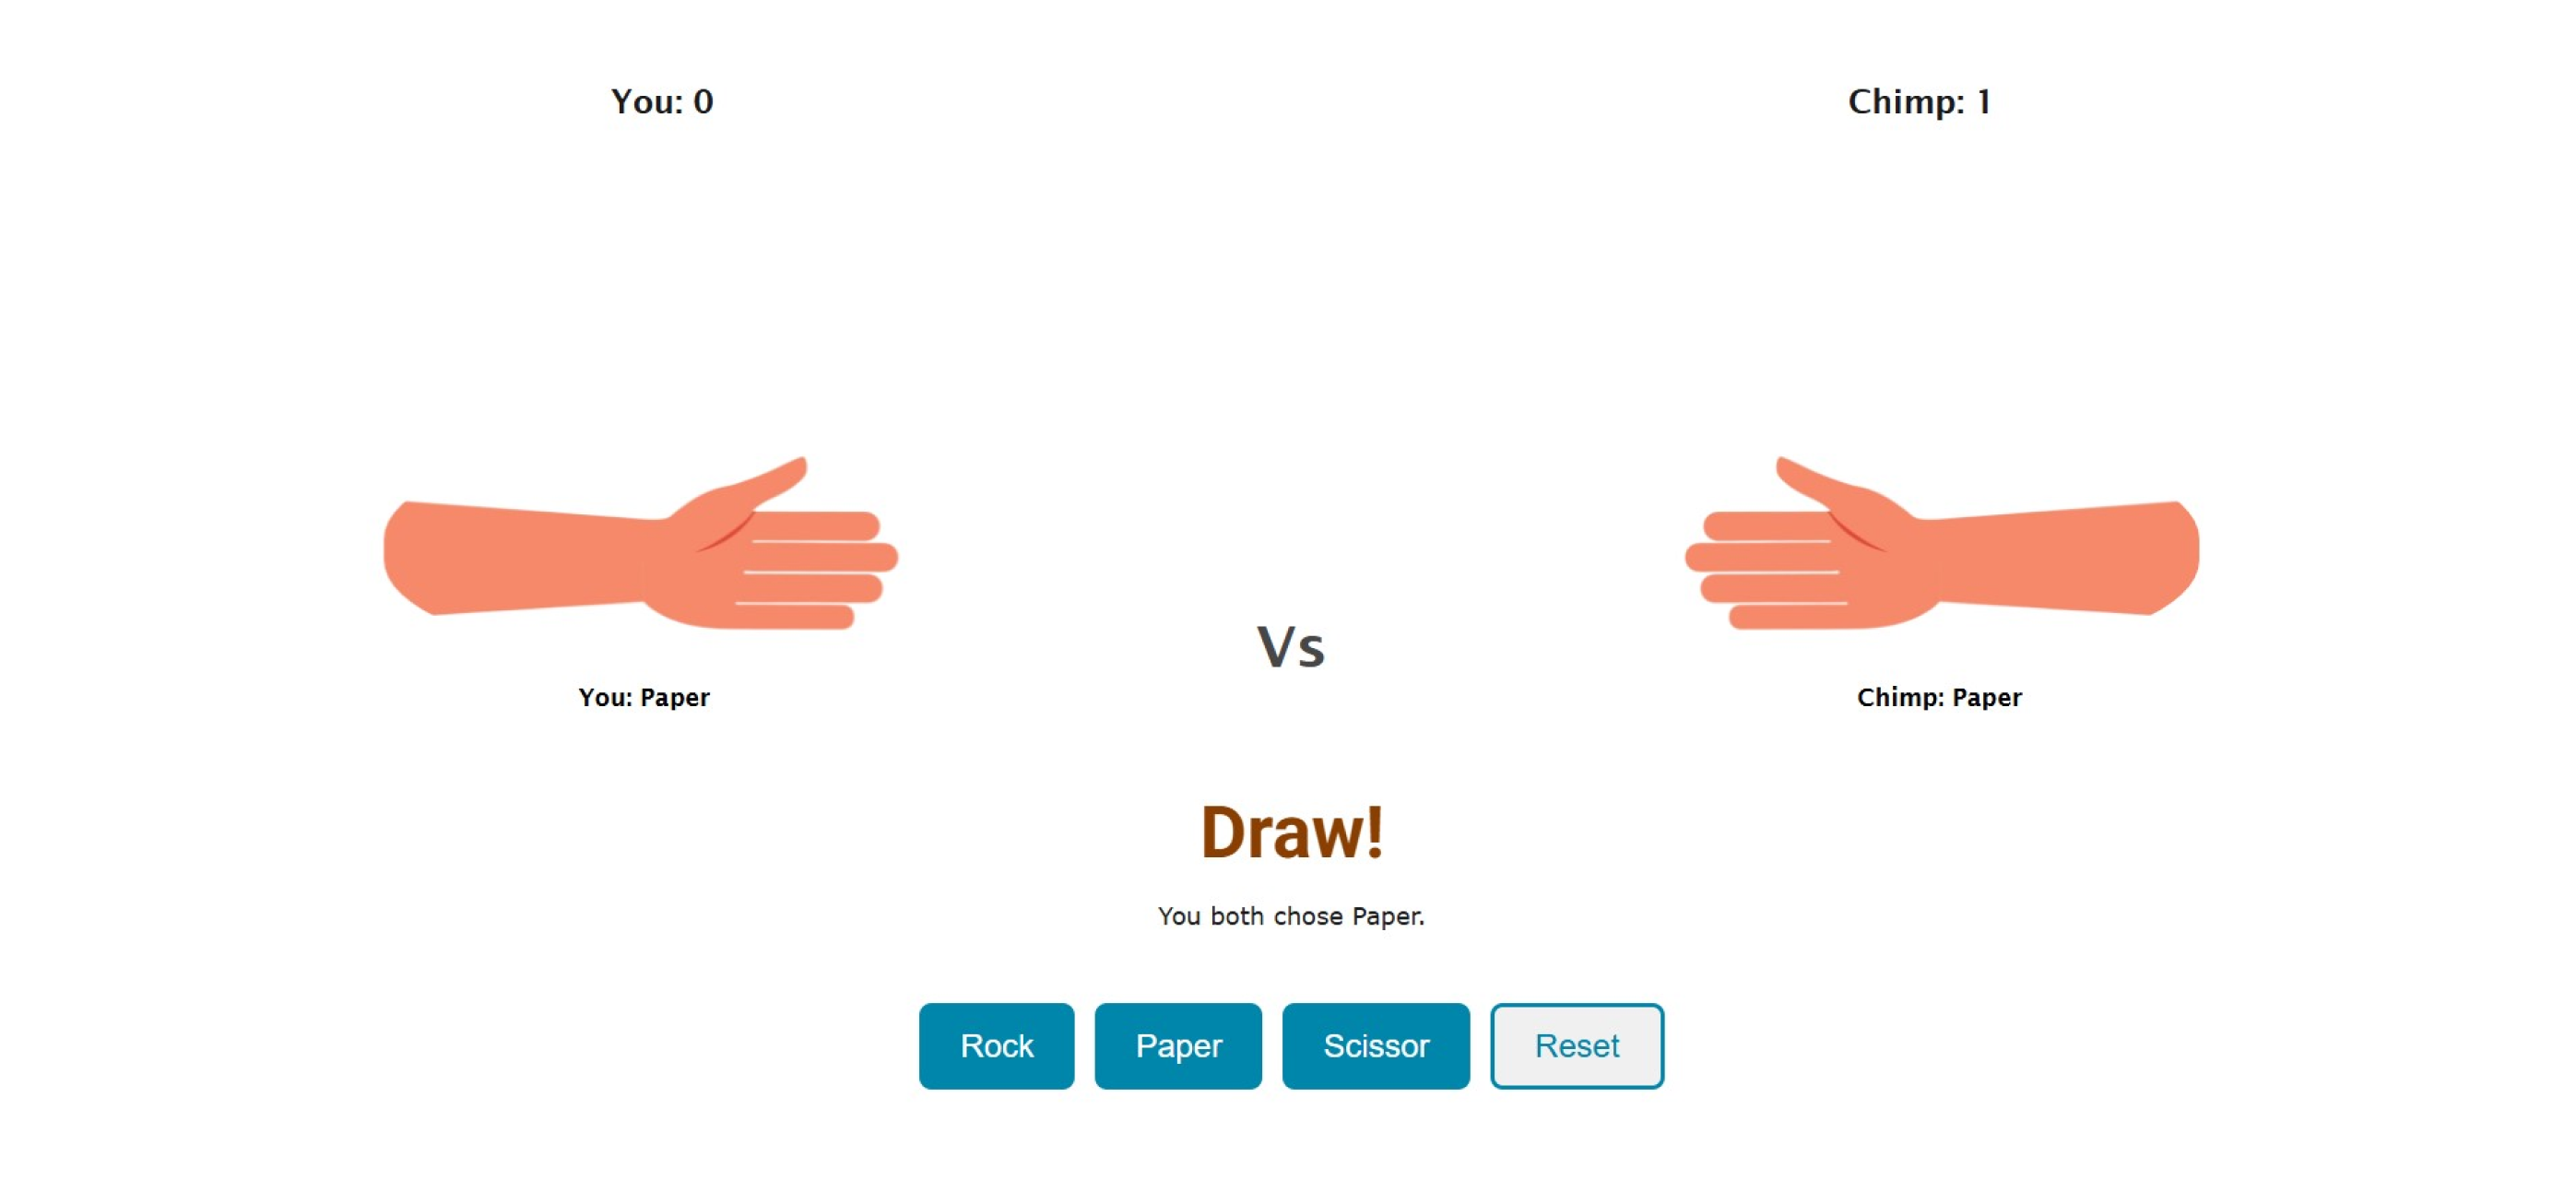 You: 0
Chimp: 1
Vs
You: Paper
Chimp: Paper
Draw!
You both chose Paper.
Rock
Paper
Scissor
Reset